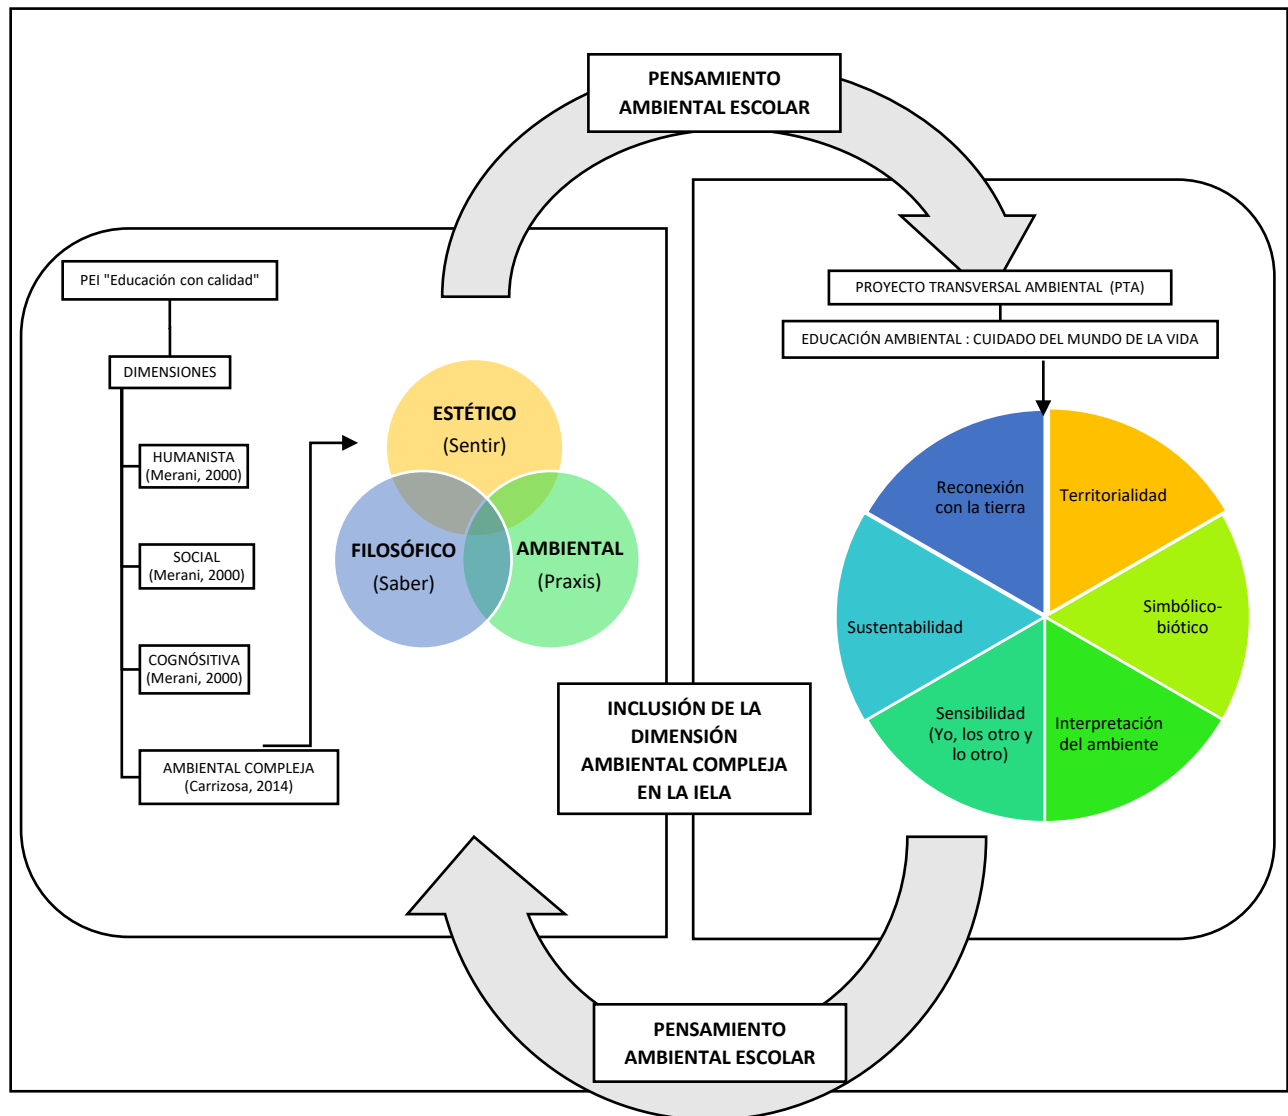 PENSAMIENTO
AMBIENTAL ESCOLAR
PEI "Educación con calidad"
DIMENSIONES
HUMANISTA
(Merani, 2000)
SOCIAL
(Merani, 2000)
COGNÓSITIVA
(Merani, 2000)
AMBIENTAL COMPLEJA
(Carrizosa, 2014)
ESTÉTICO
(Sentir)
FILOSÓFICO
(Saber)
AMBIENTAL
(Praxis)
INCLUSIÓN DE LA
DIMENSIÓN
AMBIENTAL COMPLEJA
EN LA IELA
PROYECTO TRANSVERSAL AMBIENTAL (PTA)
EDUCACIÓN AMBIENTAL : CUIDADO DEL MUNDO DE LA VIDA
Reconexión
con la tierra
Territorialidad
Simbólico-
biótico
Interpretación
del ambiente
Sensibilidad
(Yo, los otro y
lo otro)
Sustentabilidad
PENSAMIENTO
AMBIENTAL ESCOLAR